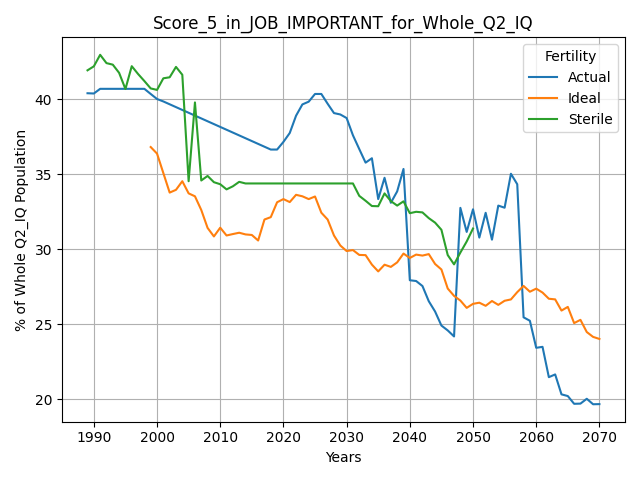 Score_5_in_JOB_IMPORTANT_for_Whole_Q2_IQ
Fertility
Actual
Ideal
Sterile
% of Whole Q2_IQ Population
40
35
30
25
20
1990 2000 2010 2020 2030 2040 2050 2060 2070
Years